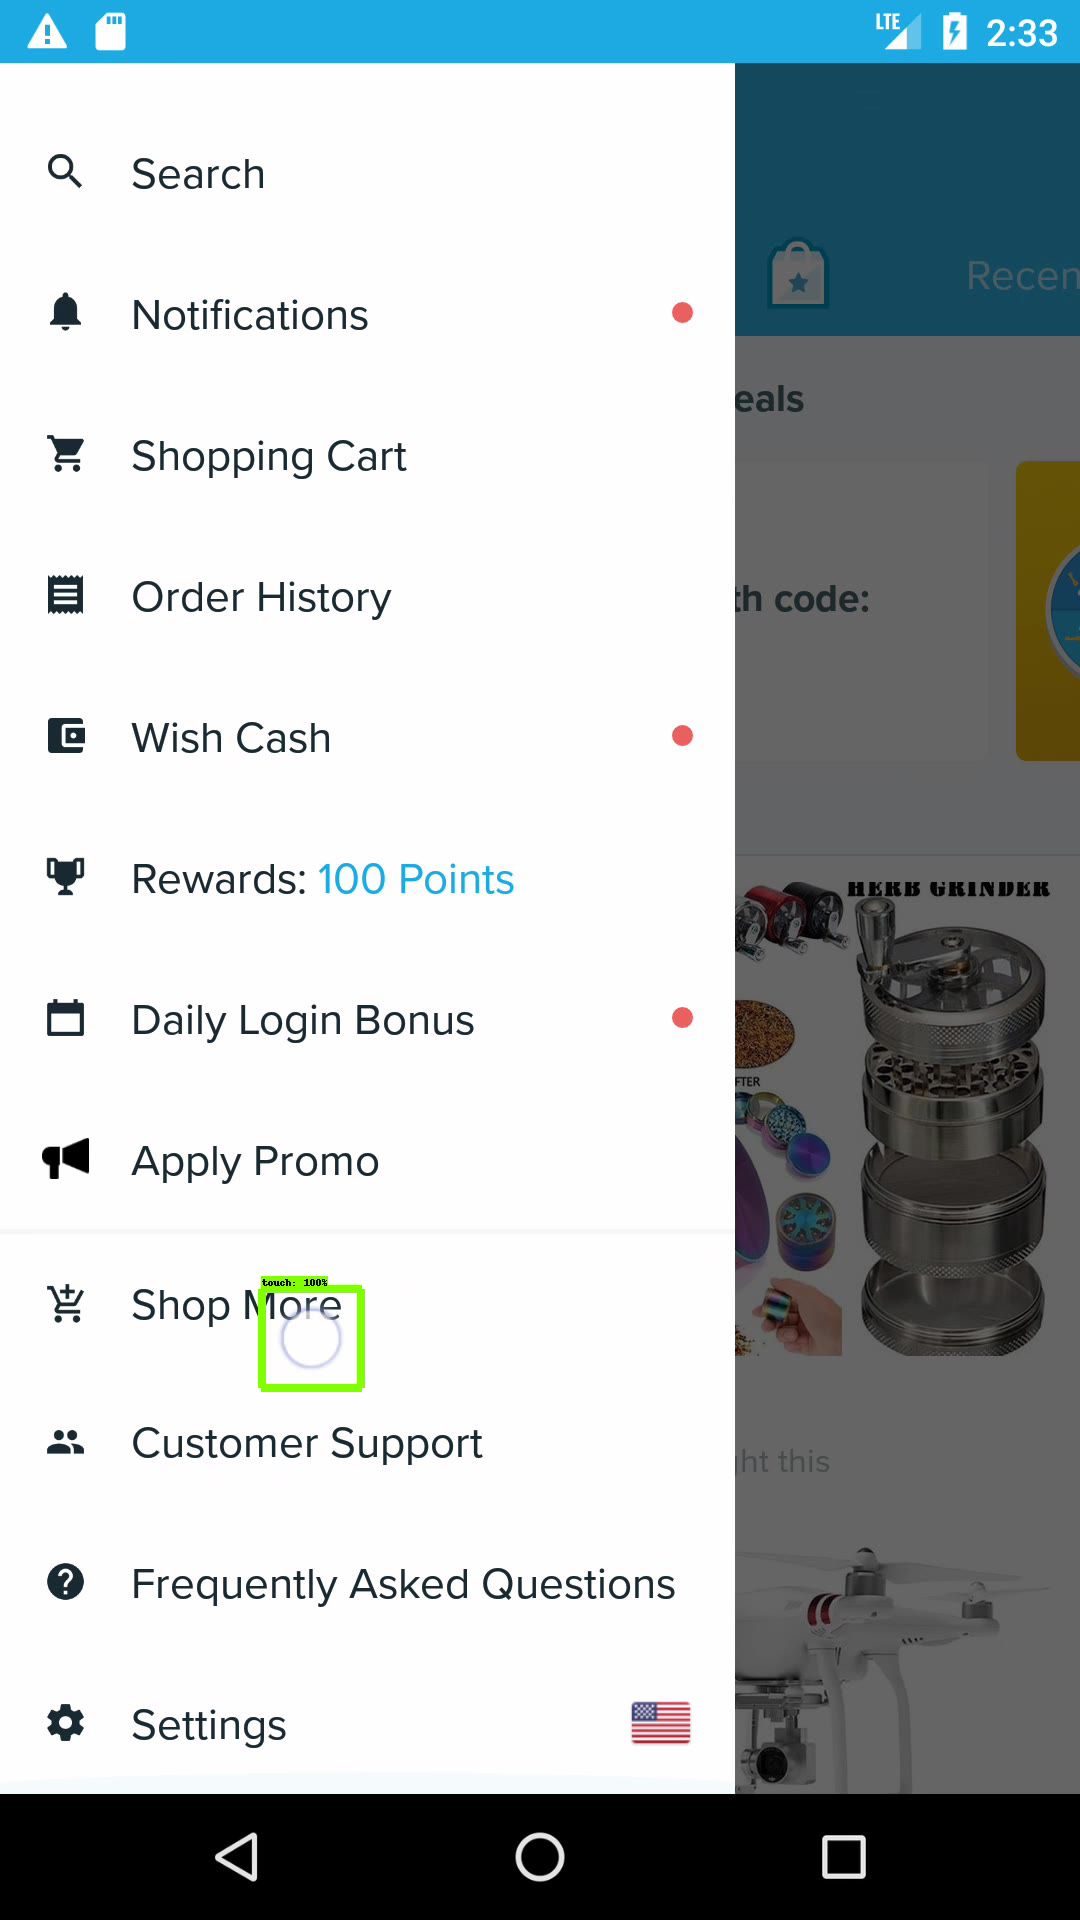 LTE 2:33
Search
Notifications
Recen
eals
Shopping Cart
th code:
Order History
Wish Cash
Rewards: 100 Points
HERB GRINDER
Daily Login Bonus
FTER
Apply Promo
touch: 100%
Shop More
Customer Support
ght this
Frequently Asked Questions
Settings